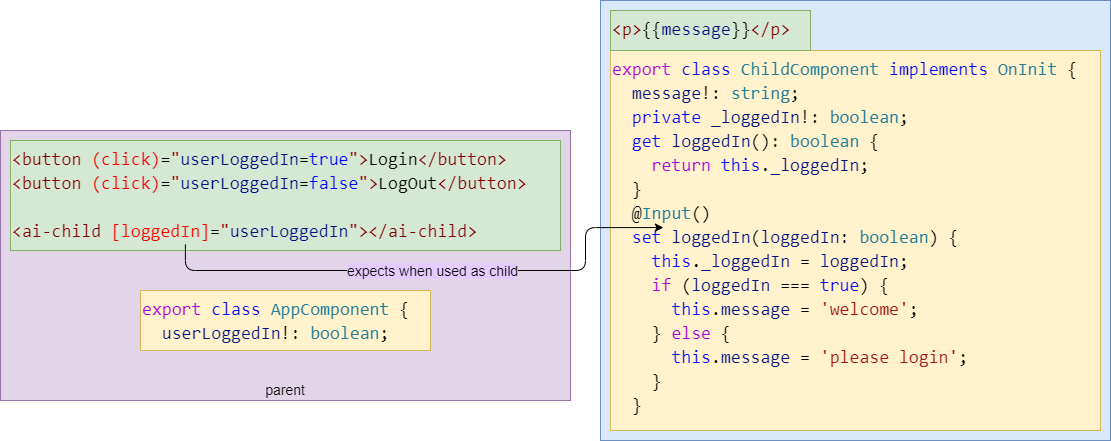 <button (click)="userLoggedIn=true">Login</button>
<button (click)="userLoggedIn=false">LogOut</button>
<ai-child [loggedIn]="userLoggedIn"></ai-child>
expects when used as child
export class AppComponent {
  userLoggedIn!: boolean;
parent
<p>{{message}}</p>
export class ChildComponent implements OnInit {
  message!: string;
  private _loggedIn!: boolean;
  get loggedIn(): boolean {
    return this._loggedIn;
  }
  @Input()
  set loggedIn(loggedIn: boolean) {
    this._loggedIn = loggedIn;
    if (loggedIn === true) {
      this.message = 'welcome';
    } else {
      this.message = 'please login';
    }
  }